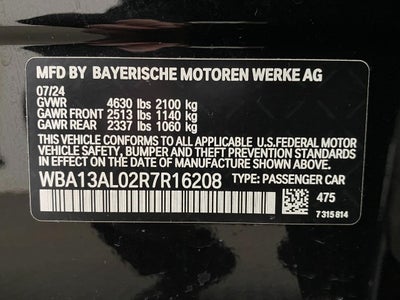 MFD BY BAYERISCHE MOTOREN WERKE AG
07/24
GVWR 4630 lbs 2100 kg
GAWR FRONT 2513 lbs 1140 kg
GAWR REAR 2337 lbs 1060 kg
THIS VEHICLE CONFORMS TO ALL APPLICABLE
U.S.FEDERAL MOTOR
VEHICLE SAFETY, BUMPER AND THEFT PREVENTION
STANDARDS IN EFFECT ON THE
DATE OF MANUFACTURE SHOWN ABOVE.
WBA13AL02R7R16208 TYPE: PASSENGER CAR
475
7 315 814